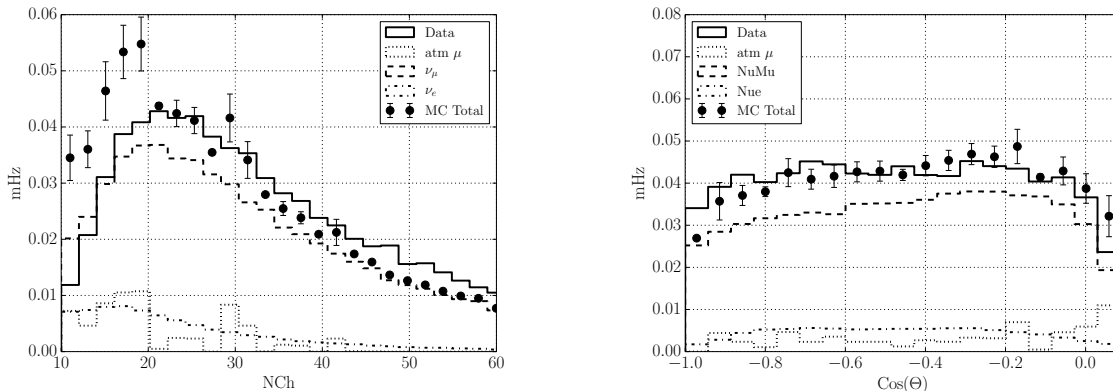 0.06
0.05
0.04
0.03
0.02
0.01
0.00
mHz
10 20 30 40 50 60
NCh
Data
atm μ
ν_μ
ν_e
MC Total
0.08
0.07
0.06
0.05
0.04
0.03
0.02
0.01
0.00
mHz
−1.0 −0.8 −0.6 −0.4 −0.2 0.0
Cos(Θ)
Data
atm μ
NuMu
Nue
MC Total